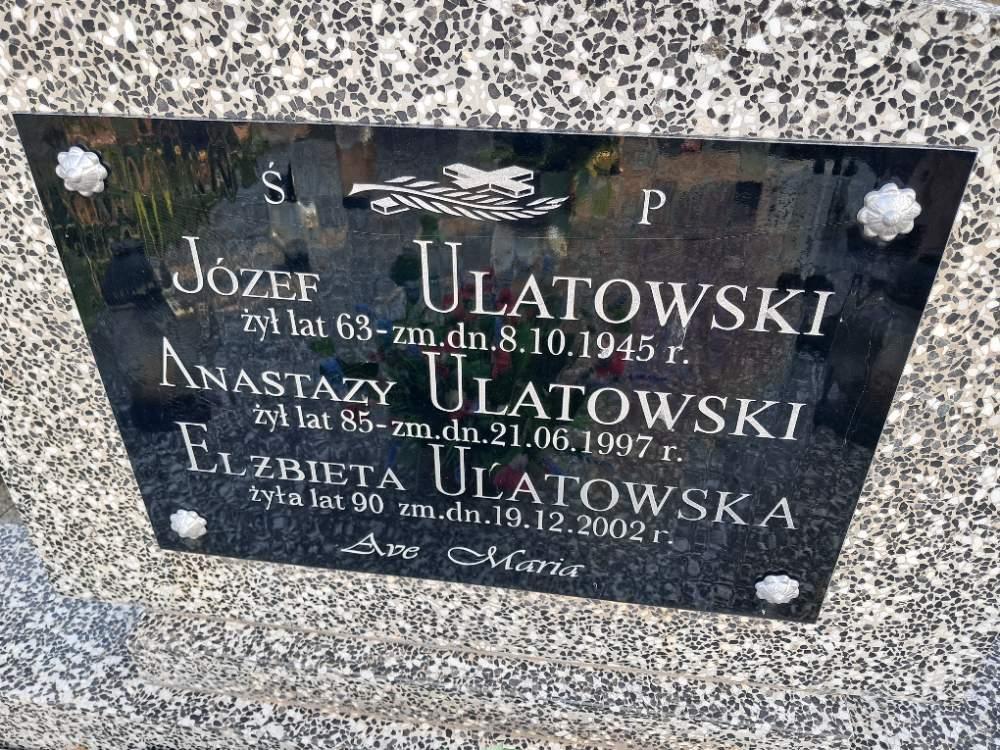 Ś P
Józef Ulatowski
żył lat 63-zm.dn.8.10.1945 r.
Anastazy Ulatowski
żył lat 85-zm.dn.21.06.1997 r.
Elżbieta Ulatowska
żyła lat 90 zm.dn.19.12.2002 r.
Ave Maria